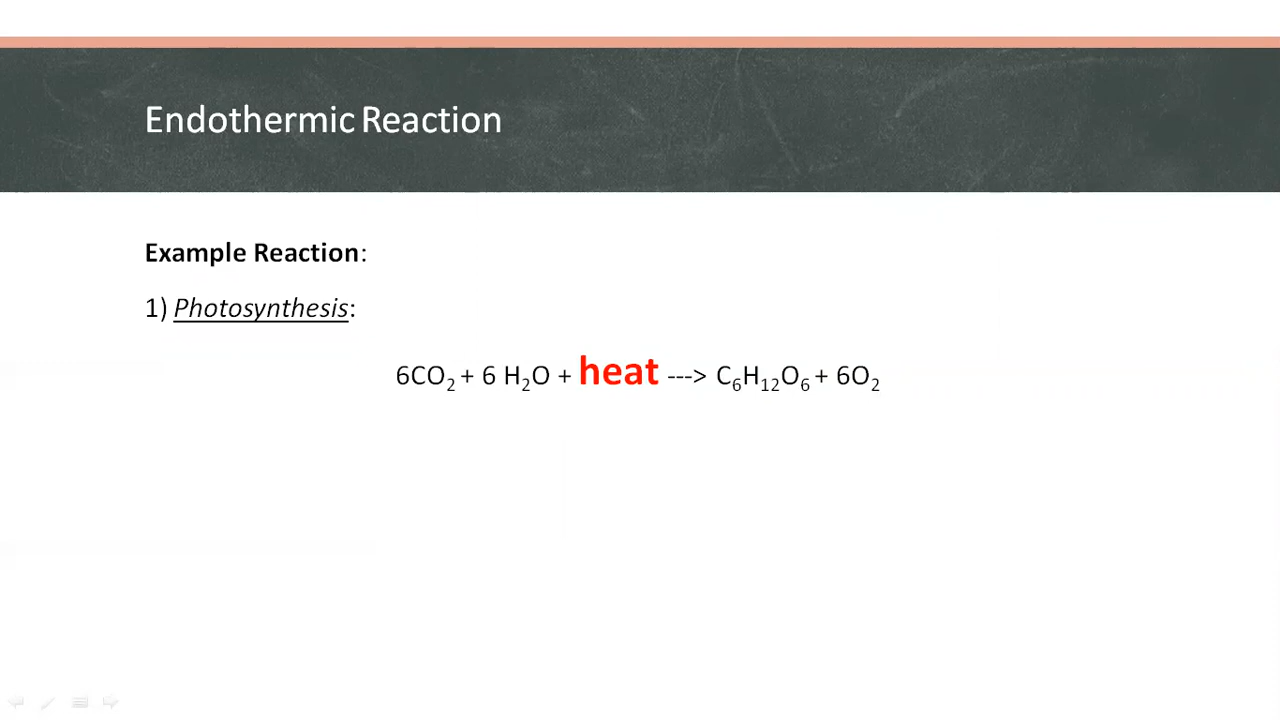 Endothermic Reaction
Example Reaction:
1) Photosynthesis:
6CO₂ + 6 H₂O + heat ---> C₆H₁₂O₆ + 6O₂